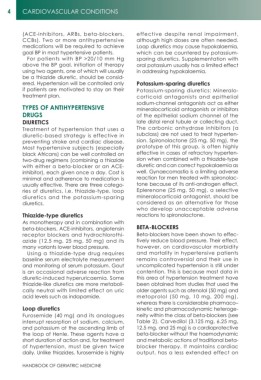 4 CARDIOVASCULAR CONDITIONS
(ACE-inhibitors, ARBs, beta-blockers,
CCBs). Two or more antihypertensive
medications will be required to achieve
goal BP in most hypertensive patients.
For patients with BP >20/10 mm Hg
above the BP goal, initiation of therapy
using two agents, one of which will usually
be a thiazide diuretic, should be consid-
ered. Hypertension will be controlled only
if patients are motivated to stay on their
treatment plan.
TYPES OF ANTIHYPERTENSIVE
DRUGS
DIURETICS
Treatment of hypertension that uses a
diuretic-based strategy is effective in
preventing stroke and cardiac disease.
Most hypertensive subjects (especially
black Africans) can be well controlled on
two-drug regimens (combining a thiazide
with either a beta-blocker or an ACE-
inhibitor), each given once a day. Cost is
minimal and adherence to medication is
usually effective. There are three catego-
ries of diuretics, i.e. thiazide-type, loop
diuretics and the potassium-sparing
diuretics.
Thiazide-type diuretics
As monotherapy and in combination with
beta-blockers, ACE-inhibitors, angiotensin
receptor blockers and hydrochlorothi-
azide (12.5 mg, 25 mg, 50 mg) and its
many variants lower blood pressure.
Using a thiazide-type drug requires
baseline serum electrolyte measurement
and monitoring of serum potassium. Gout
is an occasional adverse reaction from
diuretic-induced hyperuricaemia. Some
thiazide-like diuretics are more metaboli-
cally neutral with limited effect on uric
acid levels such as indapamide.
Loop diuretics
Furosemide (40 mg) and its analogues
interrupt resorption of sodium, calcium,
and potassium at the ascending limb of
the loop of Henle. These agents have a
short duration of action and, for treatment
of hypertension, must be given twice
daily. Unlike thiazides, furosemide is highly
effective despite renal impairment,
although high doses are often needed.
Loop diuretics may cause hypokalaemia,
which can be countered by potassium-
sparing diuretics. Supplementation with
oral potassium usually has a limited effect
in addressing hypokalaemia.
Potassium-sparing diuretics
Potassium-sparing diuretics: Mineralo-
corticoid antagonists and epithelial
sodium-channel antagonists act as either
mineralocorticoid antagonists or inhibitors
of the epithelial sodium channel of the
late distal renal tubule or collecting duct.
The carbonic anhydrase inhibitors (a
subclass) are not used to treat hyperten-
sion. Spironolactone (25 mg, 50 mg), the
prototype of this group, is often highly
effective in cases of refractory hyperten-
sion when combined with a thiazide-type
diuretic and can correct hypokalaemia as
well. Gynaecomastia is a limiting adverse
reaction for men treated with spironolac-
tone because of its anti-androgen effect.
Eplerenone (25 mg, 50 mg), a selective
mineralocorticoid antagonist, should be
considered as an alternative for those
who develop unacceptable adverse
reactions to spironolactone.
BETA-BLOCKERS
Beta-blockers have been shown to effec-
tively reduce blood pressure. Their effect,
however, on cardiovascular morbidity
and mortality in hypertensive patients
remains controversial and their use in
uncomplicated hypertension is still under
contention. This is because most data in
this area of hypertension treatment have
been obtained from studies that used the
older agents such as atenolol (50 mg) and
metoprolol (50 mg, 10 mg, 200 mg),
whereas there is considerable pharmaco-
kinetic and pharmacodynamic heteroge-
neity within the class of beta-blockers (see
Table 2). Carvedilol (3.125 mg, 6.25 mg,
12.5 mg, and 25 mg) is a cardioprotective
beta-blocker without the haemodynamic
and metabolic actions of traditional beta-
blocker therapy. It maintains cardiac
output, has a less extended effect on
HANDBOOK OF GERIATRIC MEDICINE